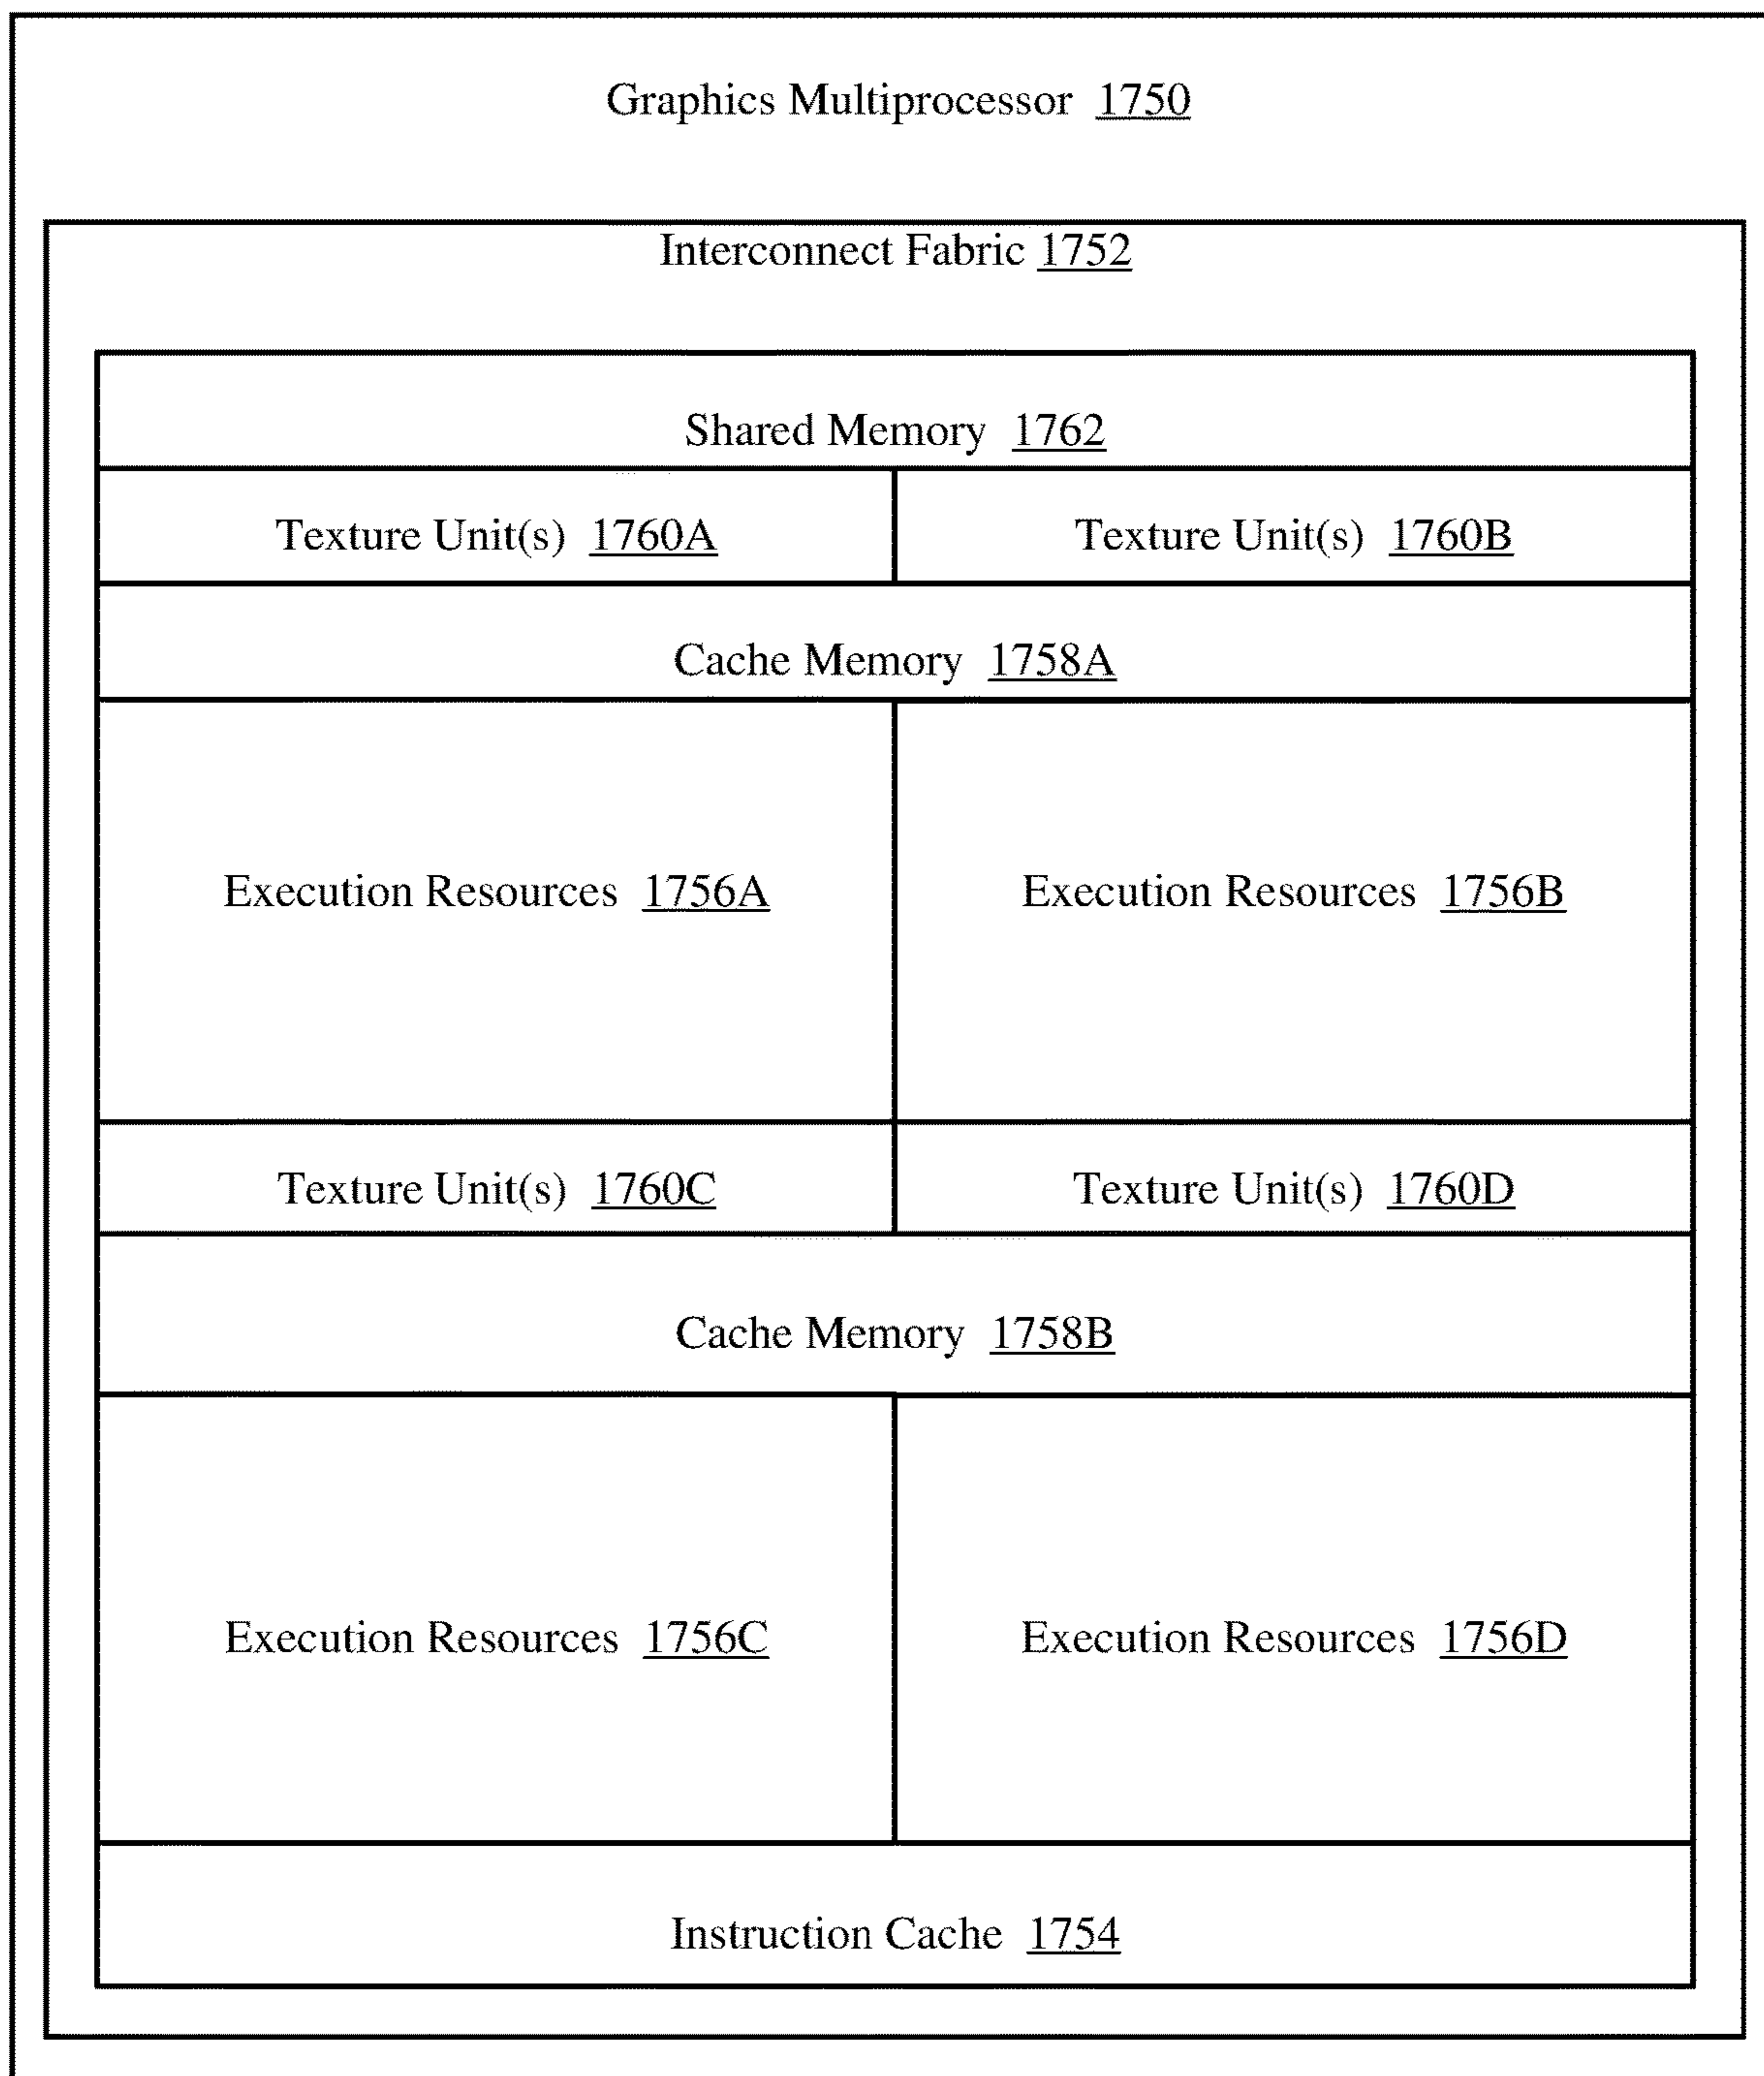 Graphics Multiprocessor 1750
Interconnect Fabric 1752
Shared Memory 1762
Texture Unit(s) 1760A
Texture Unit(s) 1760B
Cache Memory 1758A
Execution Resources 1756A
Execution Resources 1756B
Texture Unit(s) 1760C
Texture Unit(s) 1760D
Cache Memory 1758B
Execution Resources 1756C
Execution Resources 1756D
Instruction Cache 1754